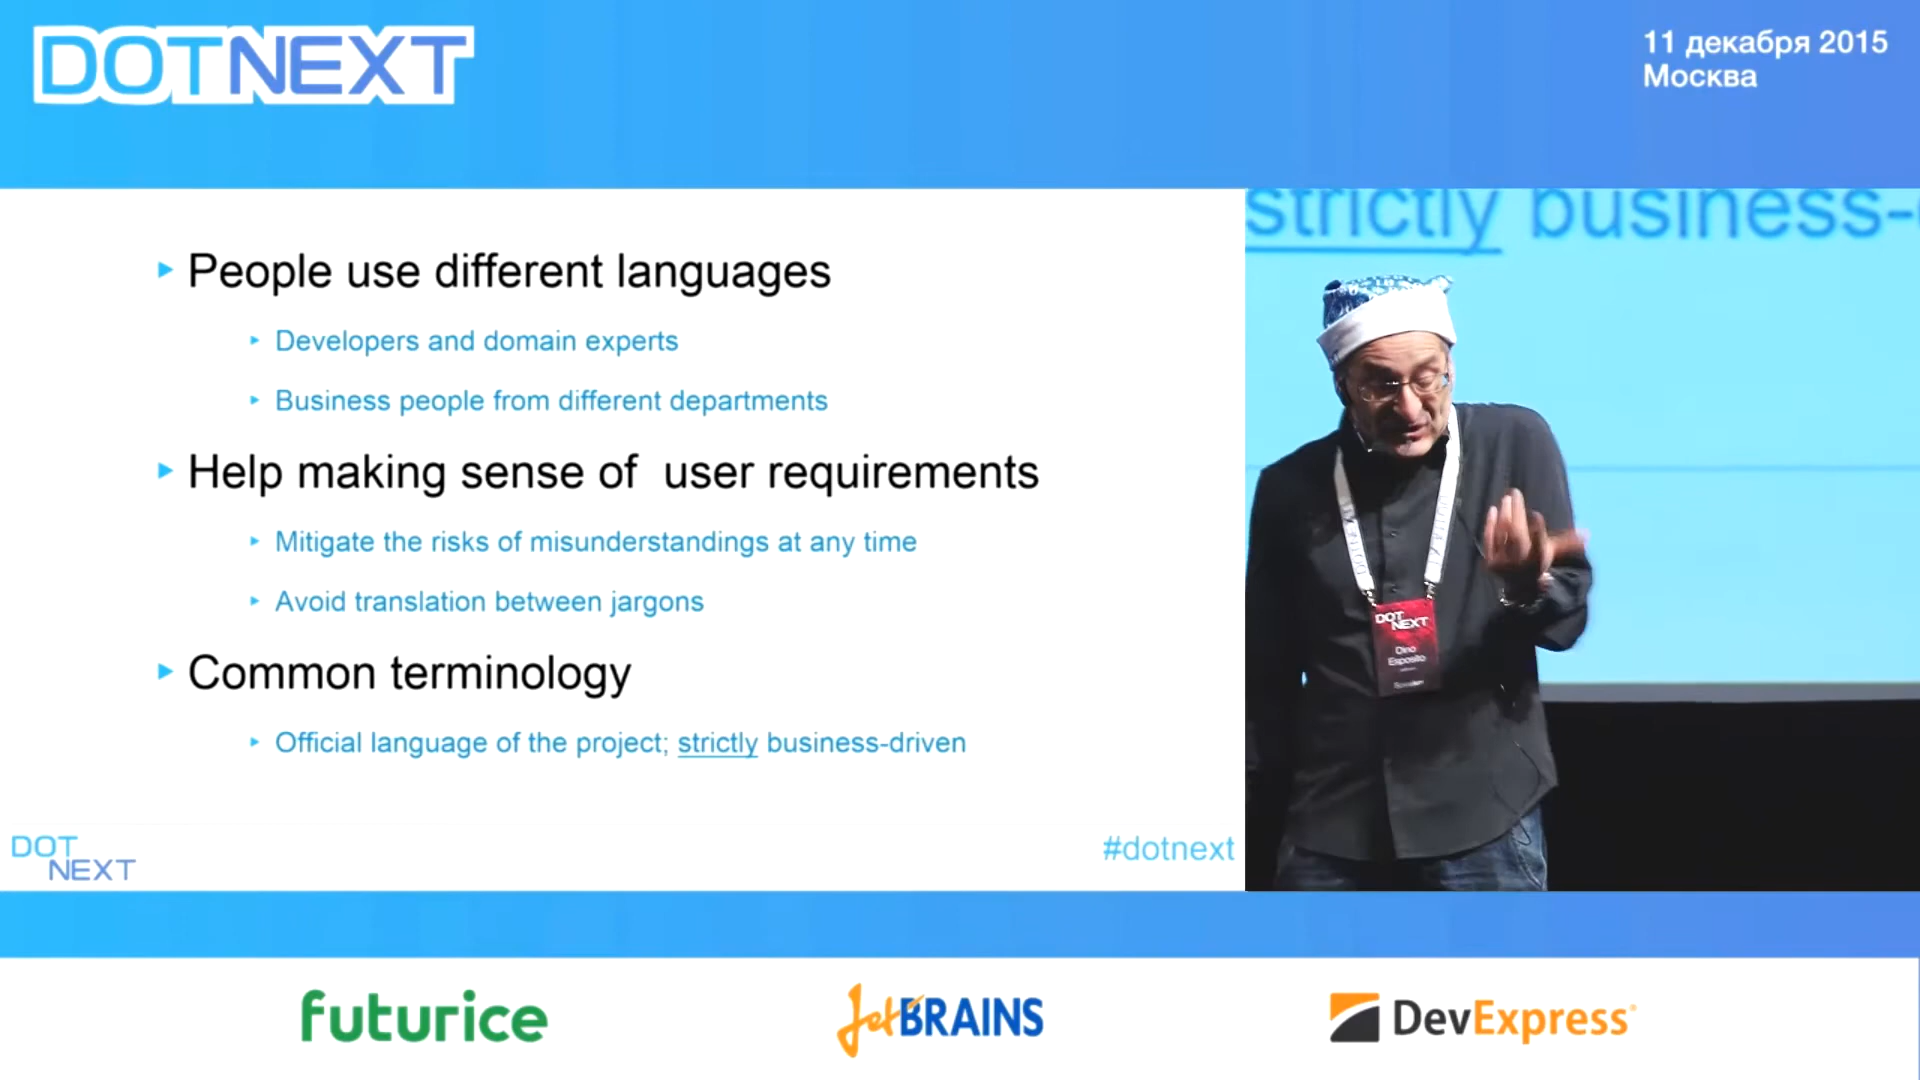 DOTNEXT
11 декабря 2015
Москва
People use different languages
Developers and domain experts
Business people from different departments
Help making sense of user requirements
Mitigate the risks of misunderstandings at any time
Avoid translation between jargons
Common terminology
Official language of the project; strictly business-driven
DOT
NEXT
#dotnext
strictly business-
DOT
NEXT
Dino
Esposito
futurice
JetBRAINS
DevExpress